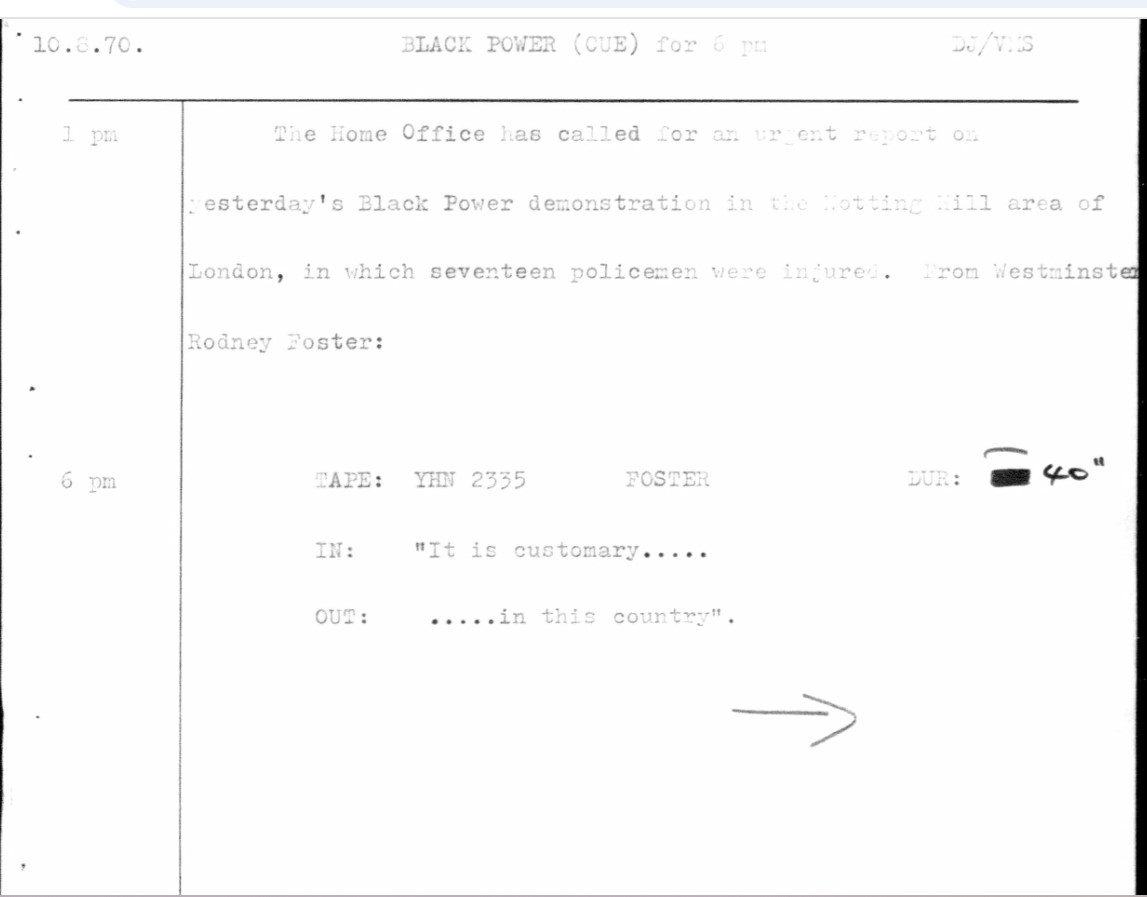 10.8.70. BLACK POWER (CUE) for 6 pm DJ/VMS
1 pm The Home Office has called for an urgent report on
yesterday's Black Power demonstration in the Notting Hill area of
London, in which seventeen policemen were injured. From Westminster
Rodney Foster:
6 pm TAPE: YHN 2335 FOSTER DUR: 40"
IN: "It is customary.....
OUT: .....in this country".